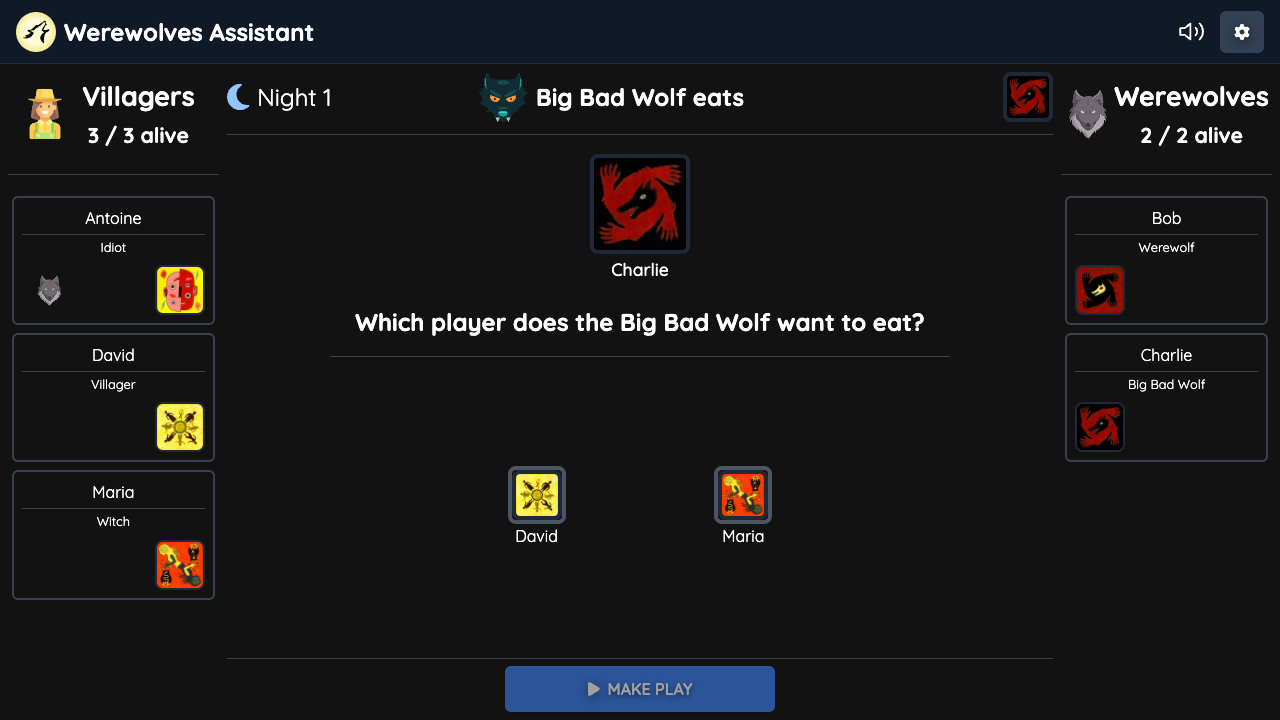 Werewolves Assistant
Villagers
3 / 3 alive
Night 1
Big Bad Wolf eats
Werewolves
2 / 2 alive
Antoine
Idiot
David
Villager
Maria
Witch
Charlie
Which player does the Big Bad Wolf want to eat?
David
Maria
MAKE PLAY
Bob
Werewolf
Charlie
Big Bad Wolf